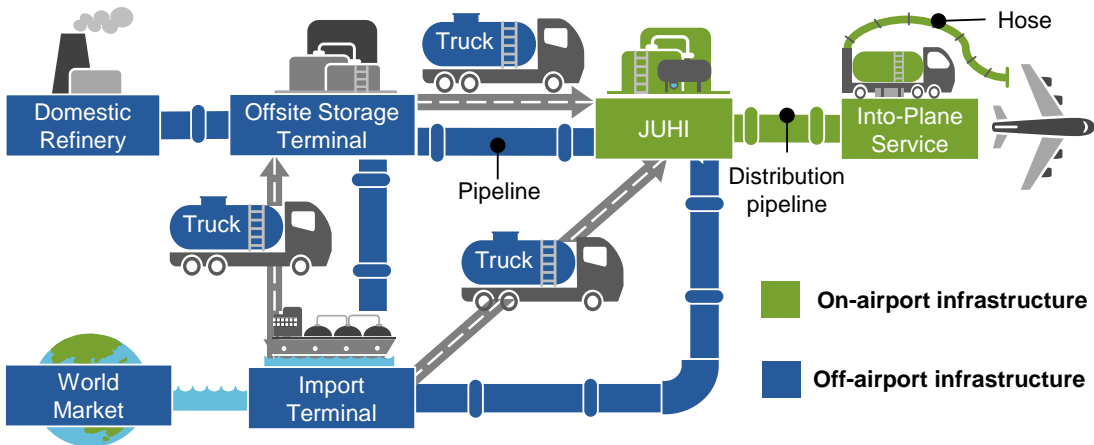 Hose
Truck
Domestic
Refinery
Offsite Storage
Terminal
JUHI
Into-Plane
Service
Pipeline
Distribution
pipeline
Truck
Truck
On-airport infrastructure
World
Market
Import
Terminal
Off-airport infrastructure